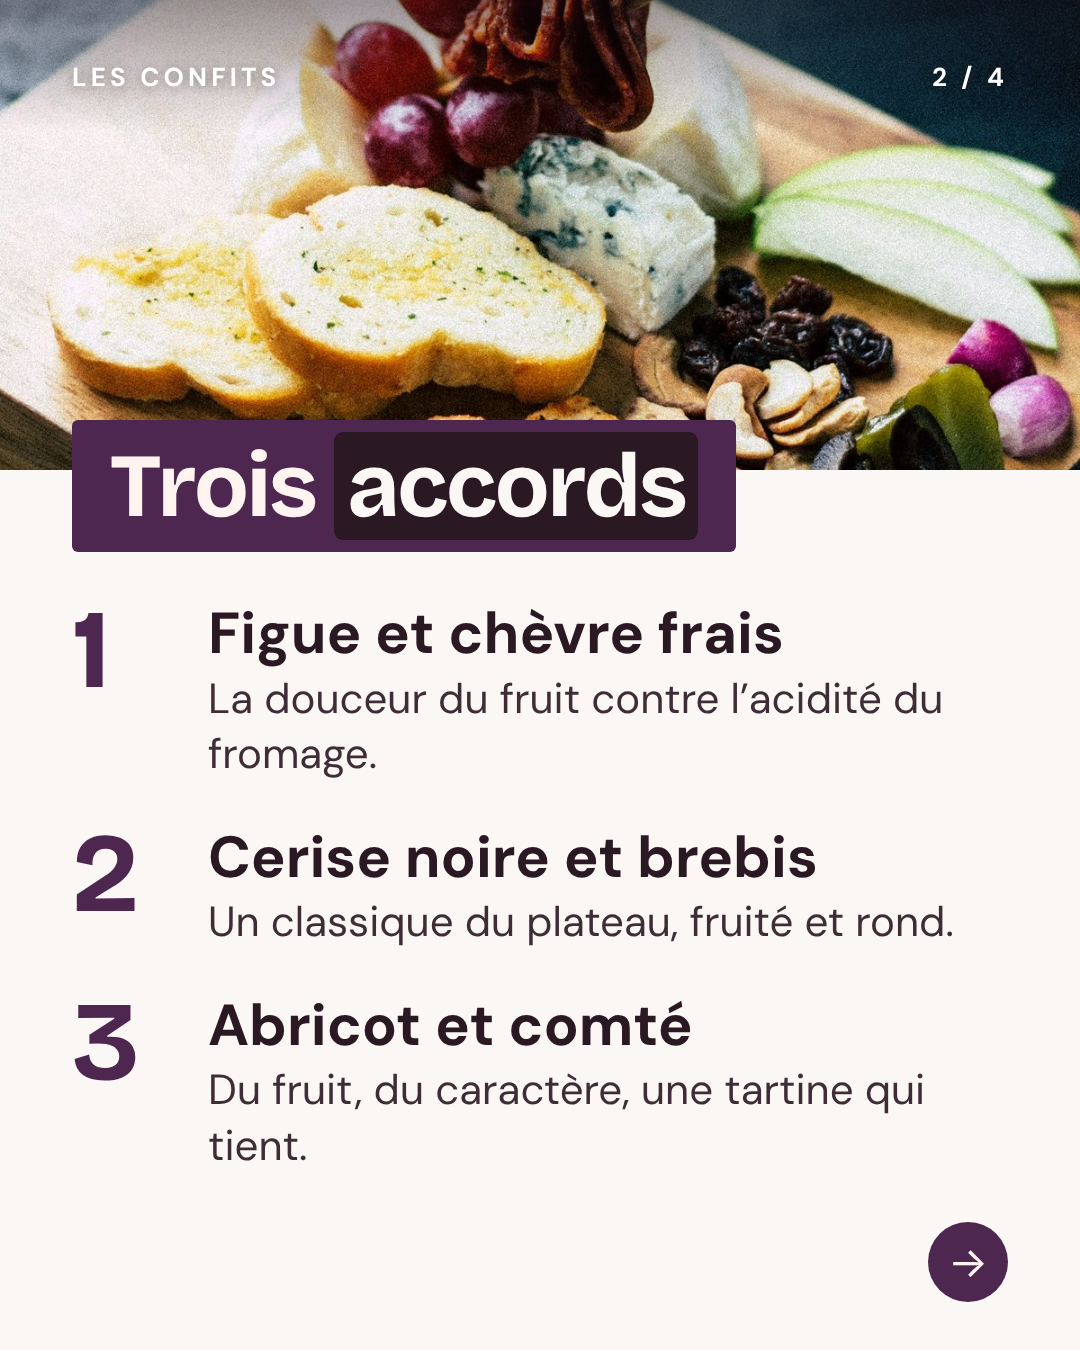 LES CONFITS
2 / 4
Trois accords
1
Figue et chèvre frais
La douceur du fruit contre l’acidité du
fromage.
2
Cerise noire et brebis
Un classique du plateau, fruité et rond.
3
Abricot et comté
Du fruit, du caractère, une tartine qui
tient.